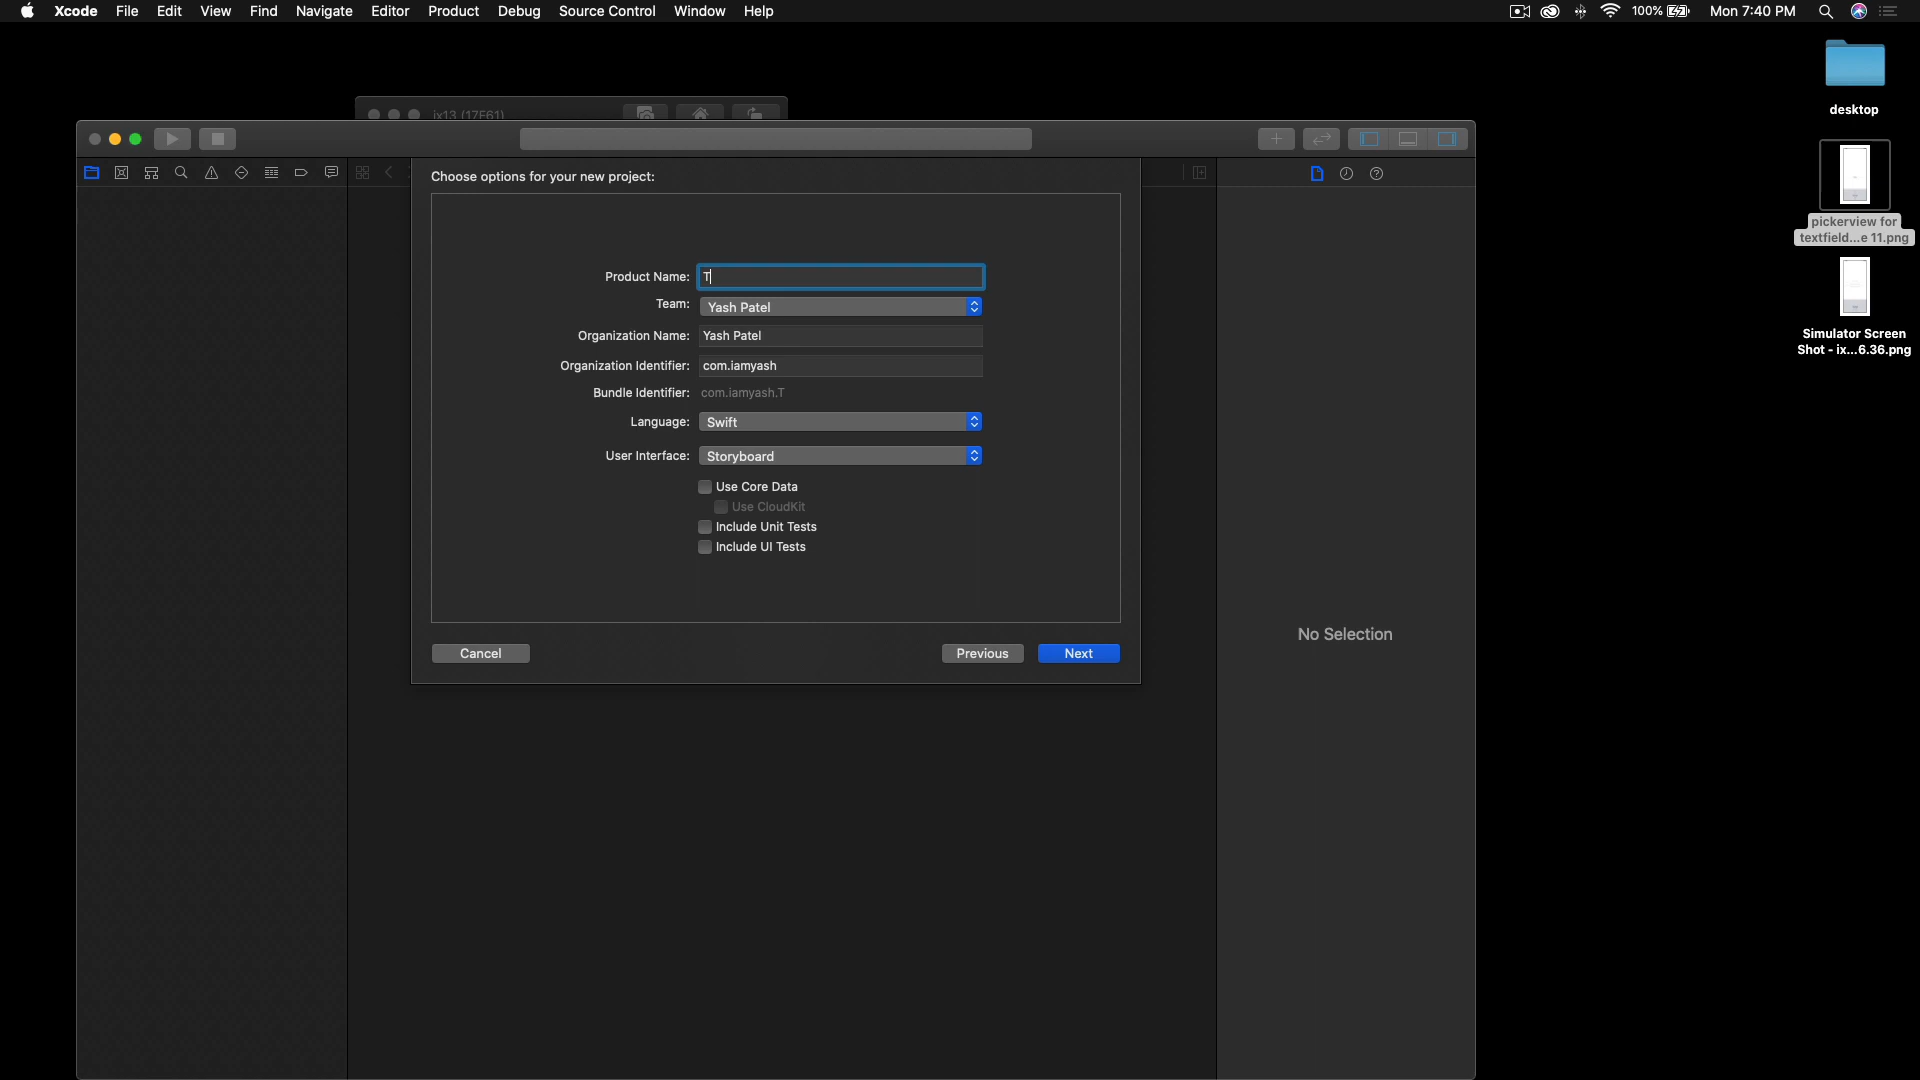 Xcode File Edit View Find Navigate Editor Product Debug Source Control Window Help
100% Mon 7:40 PM
desktop
ix13 (17F61)
Choose options for your new project:
pickerview for
textfield...e 11.png
Product Name: T
Team: Yash Patel
Organization Name: Yash Patel
Organization Identifier: com.iamyash
Bundle Identifier: com.iamyash.T
Language: Swift
User Interface: Storyboard
Use Core Data
Use CloudKit
Include Unit Tests
Include UI Tests
Simulator Screen
Shot - ix...6.36.png
No Selection
Cancel Previous Next